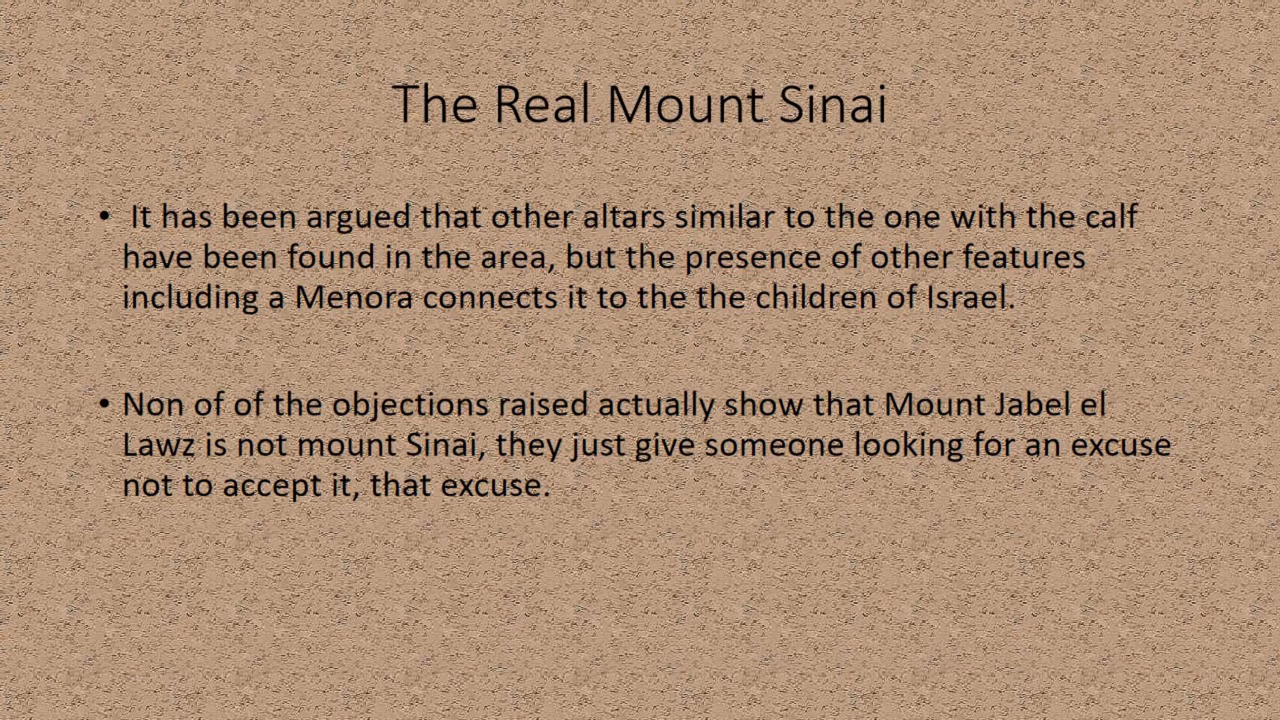 The Real Mount Sinai
• It has been argued that other altars similar to the one with the calf
have been found in the area, but the presence of other features
including a Menora connects it to the the children of Israel.
• Non of of the objections raised actually show that Mount Jabel el
Lawz is not mount Sinai, they just give someone looking for an excuse
not to accept it, that excuse.